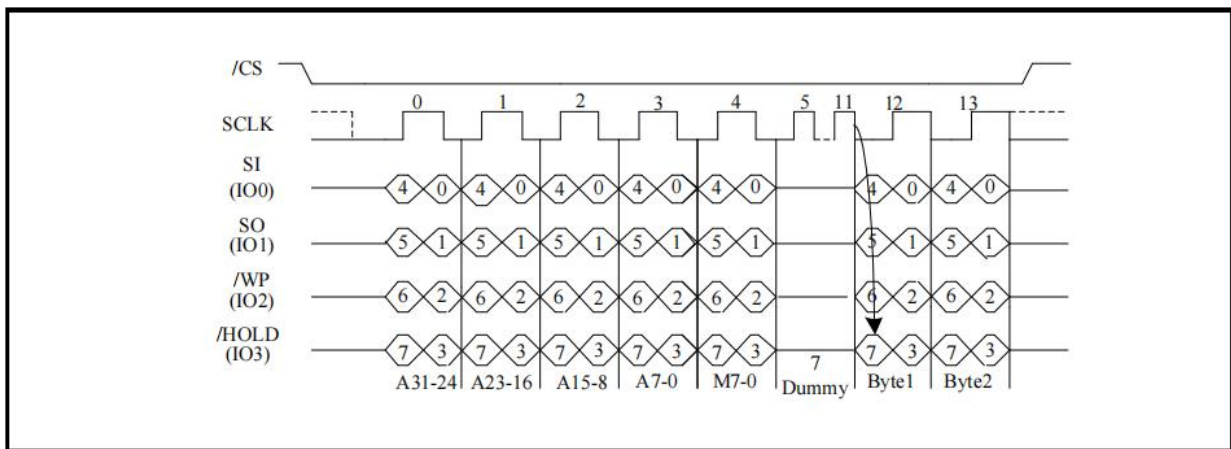 /CS
0 1 2 3 4 5 11 12 13
SCLK
SI
(IO0) 4 0 4 0 4 0 4 0 4 0 4 0 4 0
SO
(IO1) 5 1 5 1 5 1 5 1 5 1 5 1 5 1
/WP
(IO2) 6 2 6 2 6 2 6 2 6 2 6 2 6 2
/HOLD
(IO3) 7 3 7 3 7 3 7 3 7 3 7 3 7 3
7
A31-24 A23-16 A15-8 A7-0 M7-0 Dummy Byte1 Byte2